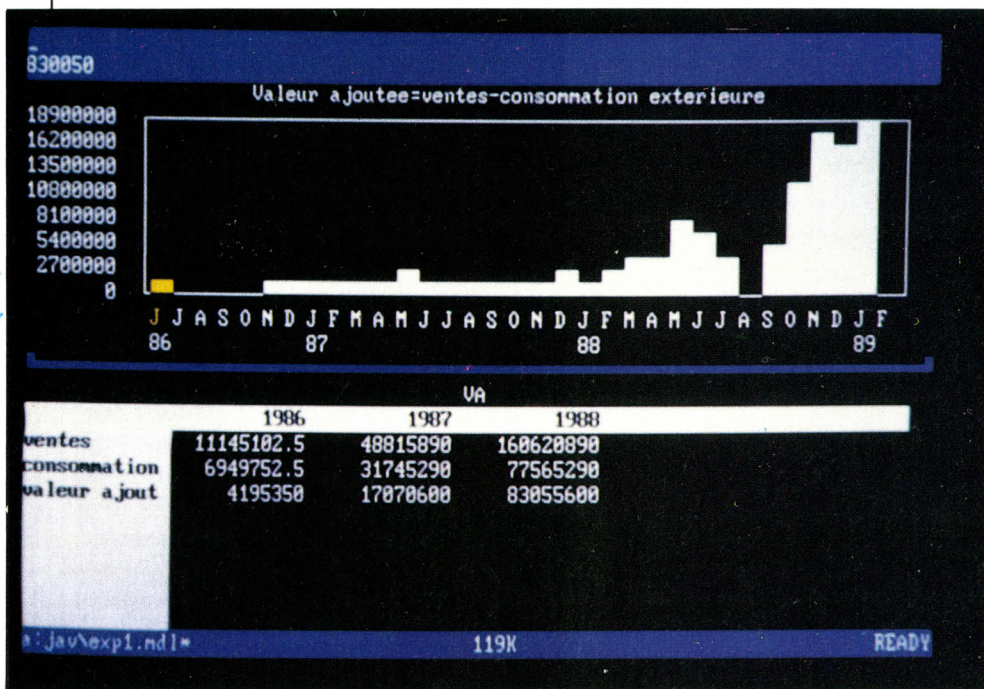 830050
Valeur ajoutee=ventes-consommation exterieure
18900000
16200000
13500000
10800000
8100000
5400000
2700000
0
J J A S O N D J F M A M J J A S O N D J F M A M J J A S O N D J F
86 87 88 89
VA
1986 1987 1988
ventes 11145102.5 48815890 160620890
consommation 6949752.5 31745290 77565290
valeur ajout 4195350 17070600 83055600
a:jav\exp1.mdl* 119K READY